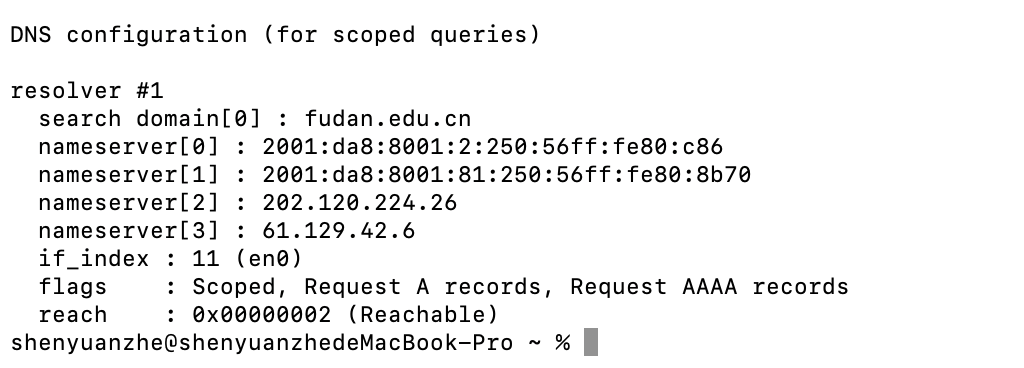 DNS configuration (for scoped queries)
resolver #1
search domain[0] : fudan.edu.cn
nameserver[0] : 2001:da8:8001:2:250:56ff:fe80:c86
nameserver[1] : 2001:da8:8001:81:250:56ff:fe80:8b70
nameserver[2] : 202.120.224.26
nameserver[3] : 61.129.42.6
if_index : 11 (en0)
flags    : Scoped, Request A records, Request AAAA records
reach    : 0x00000002 (Reachable)
shenyuanzhe@shenyuanzhedeMacBook-Pro ~ %